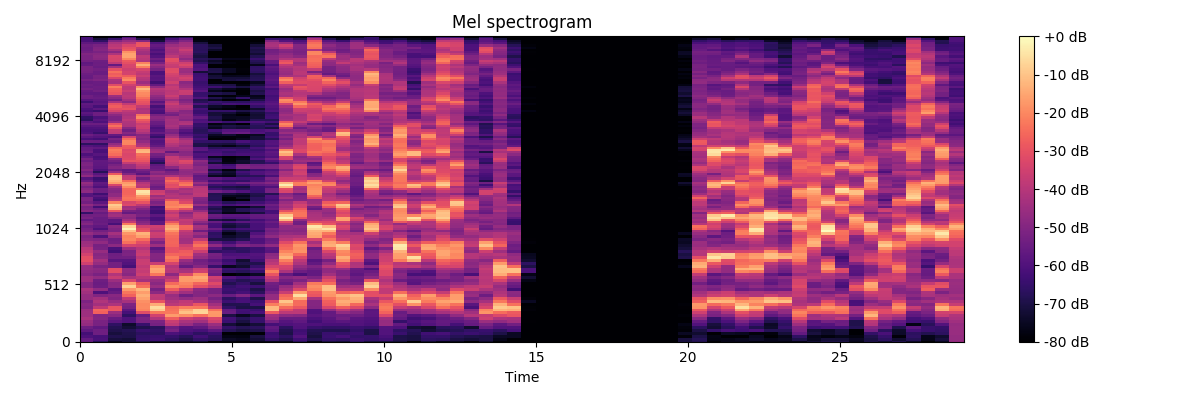 Mel spectrogram
Hz
8192
4096
2048
1024
512
0
0 5 10 15 20 25
Time
+0 dB
-10 dB
-20 dB
-30 dB
-40 dB
-50 dB
-60 dB
-70 dB
-80 dB